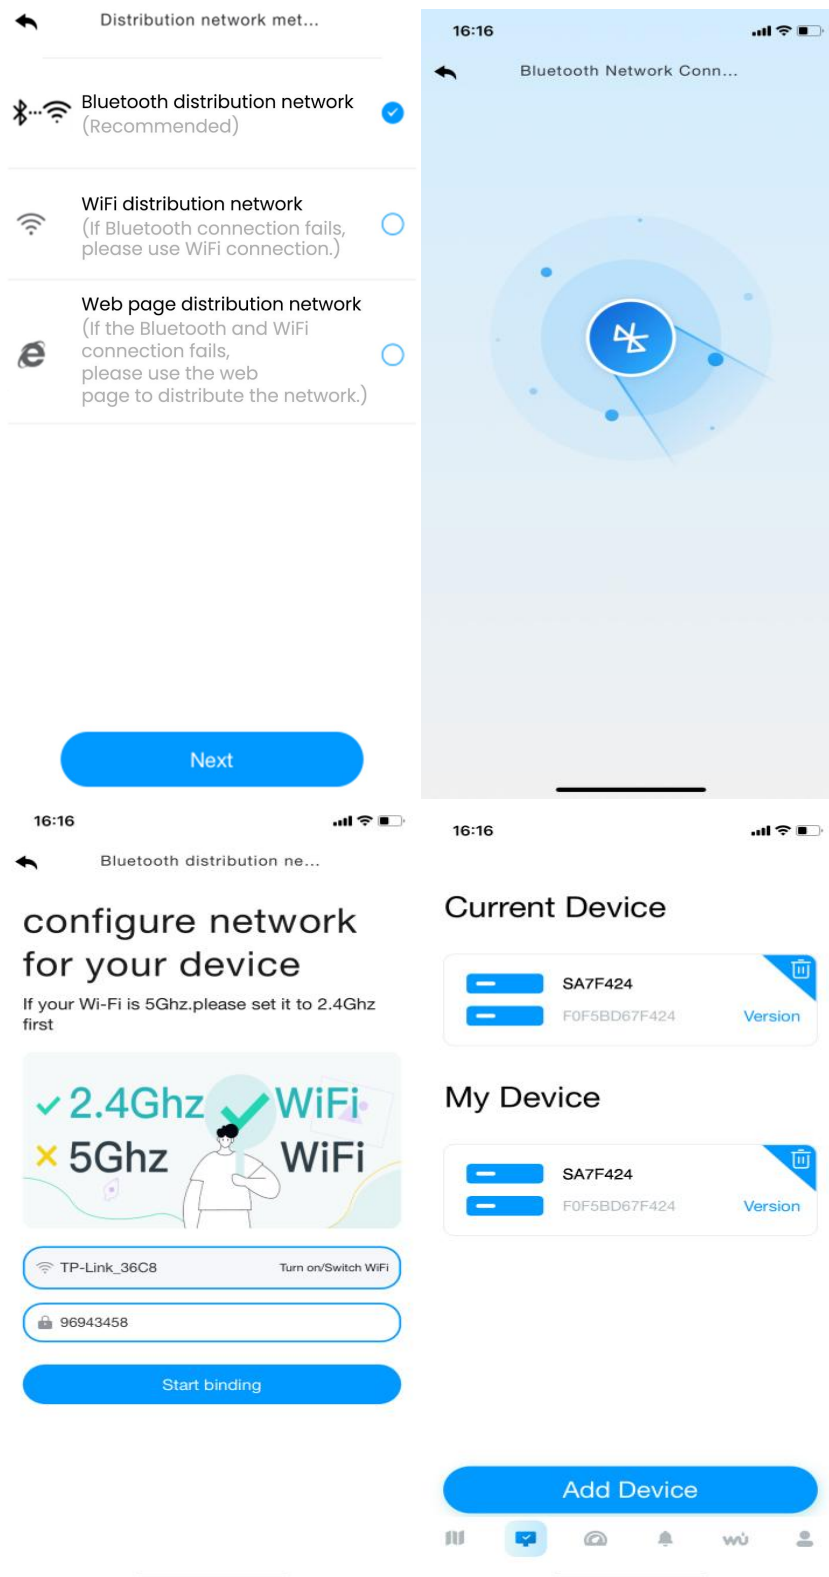 Distribution network met...
Bluetooth distribution network
(Recommended)
WiFi distribution network
(If Bluetooth connection fails,
please use WiFi connection.)
Web page distribution network
(If the Bluetooth and WiFi
connection fails,
please use the web
page to distribute the network.)
Next
16:16
Bluetooth Network Conn...
16:16
Bluetooth distribution ne...
configure network
for your device
If your Wi-Fi is 5Ghz.please set it to 2.4Ghz
first
2.4Ghz WiFi
5Ghz WiFi
TP-Link_36C8 Turn on/Switch WiFi
96943458
Start binding
16:16
Current Device
SA7F424
F0F5BD67F424 Version
My Device
SA7F424
F0F5BD67F424 Version
Add Device